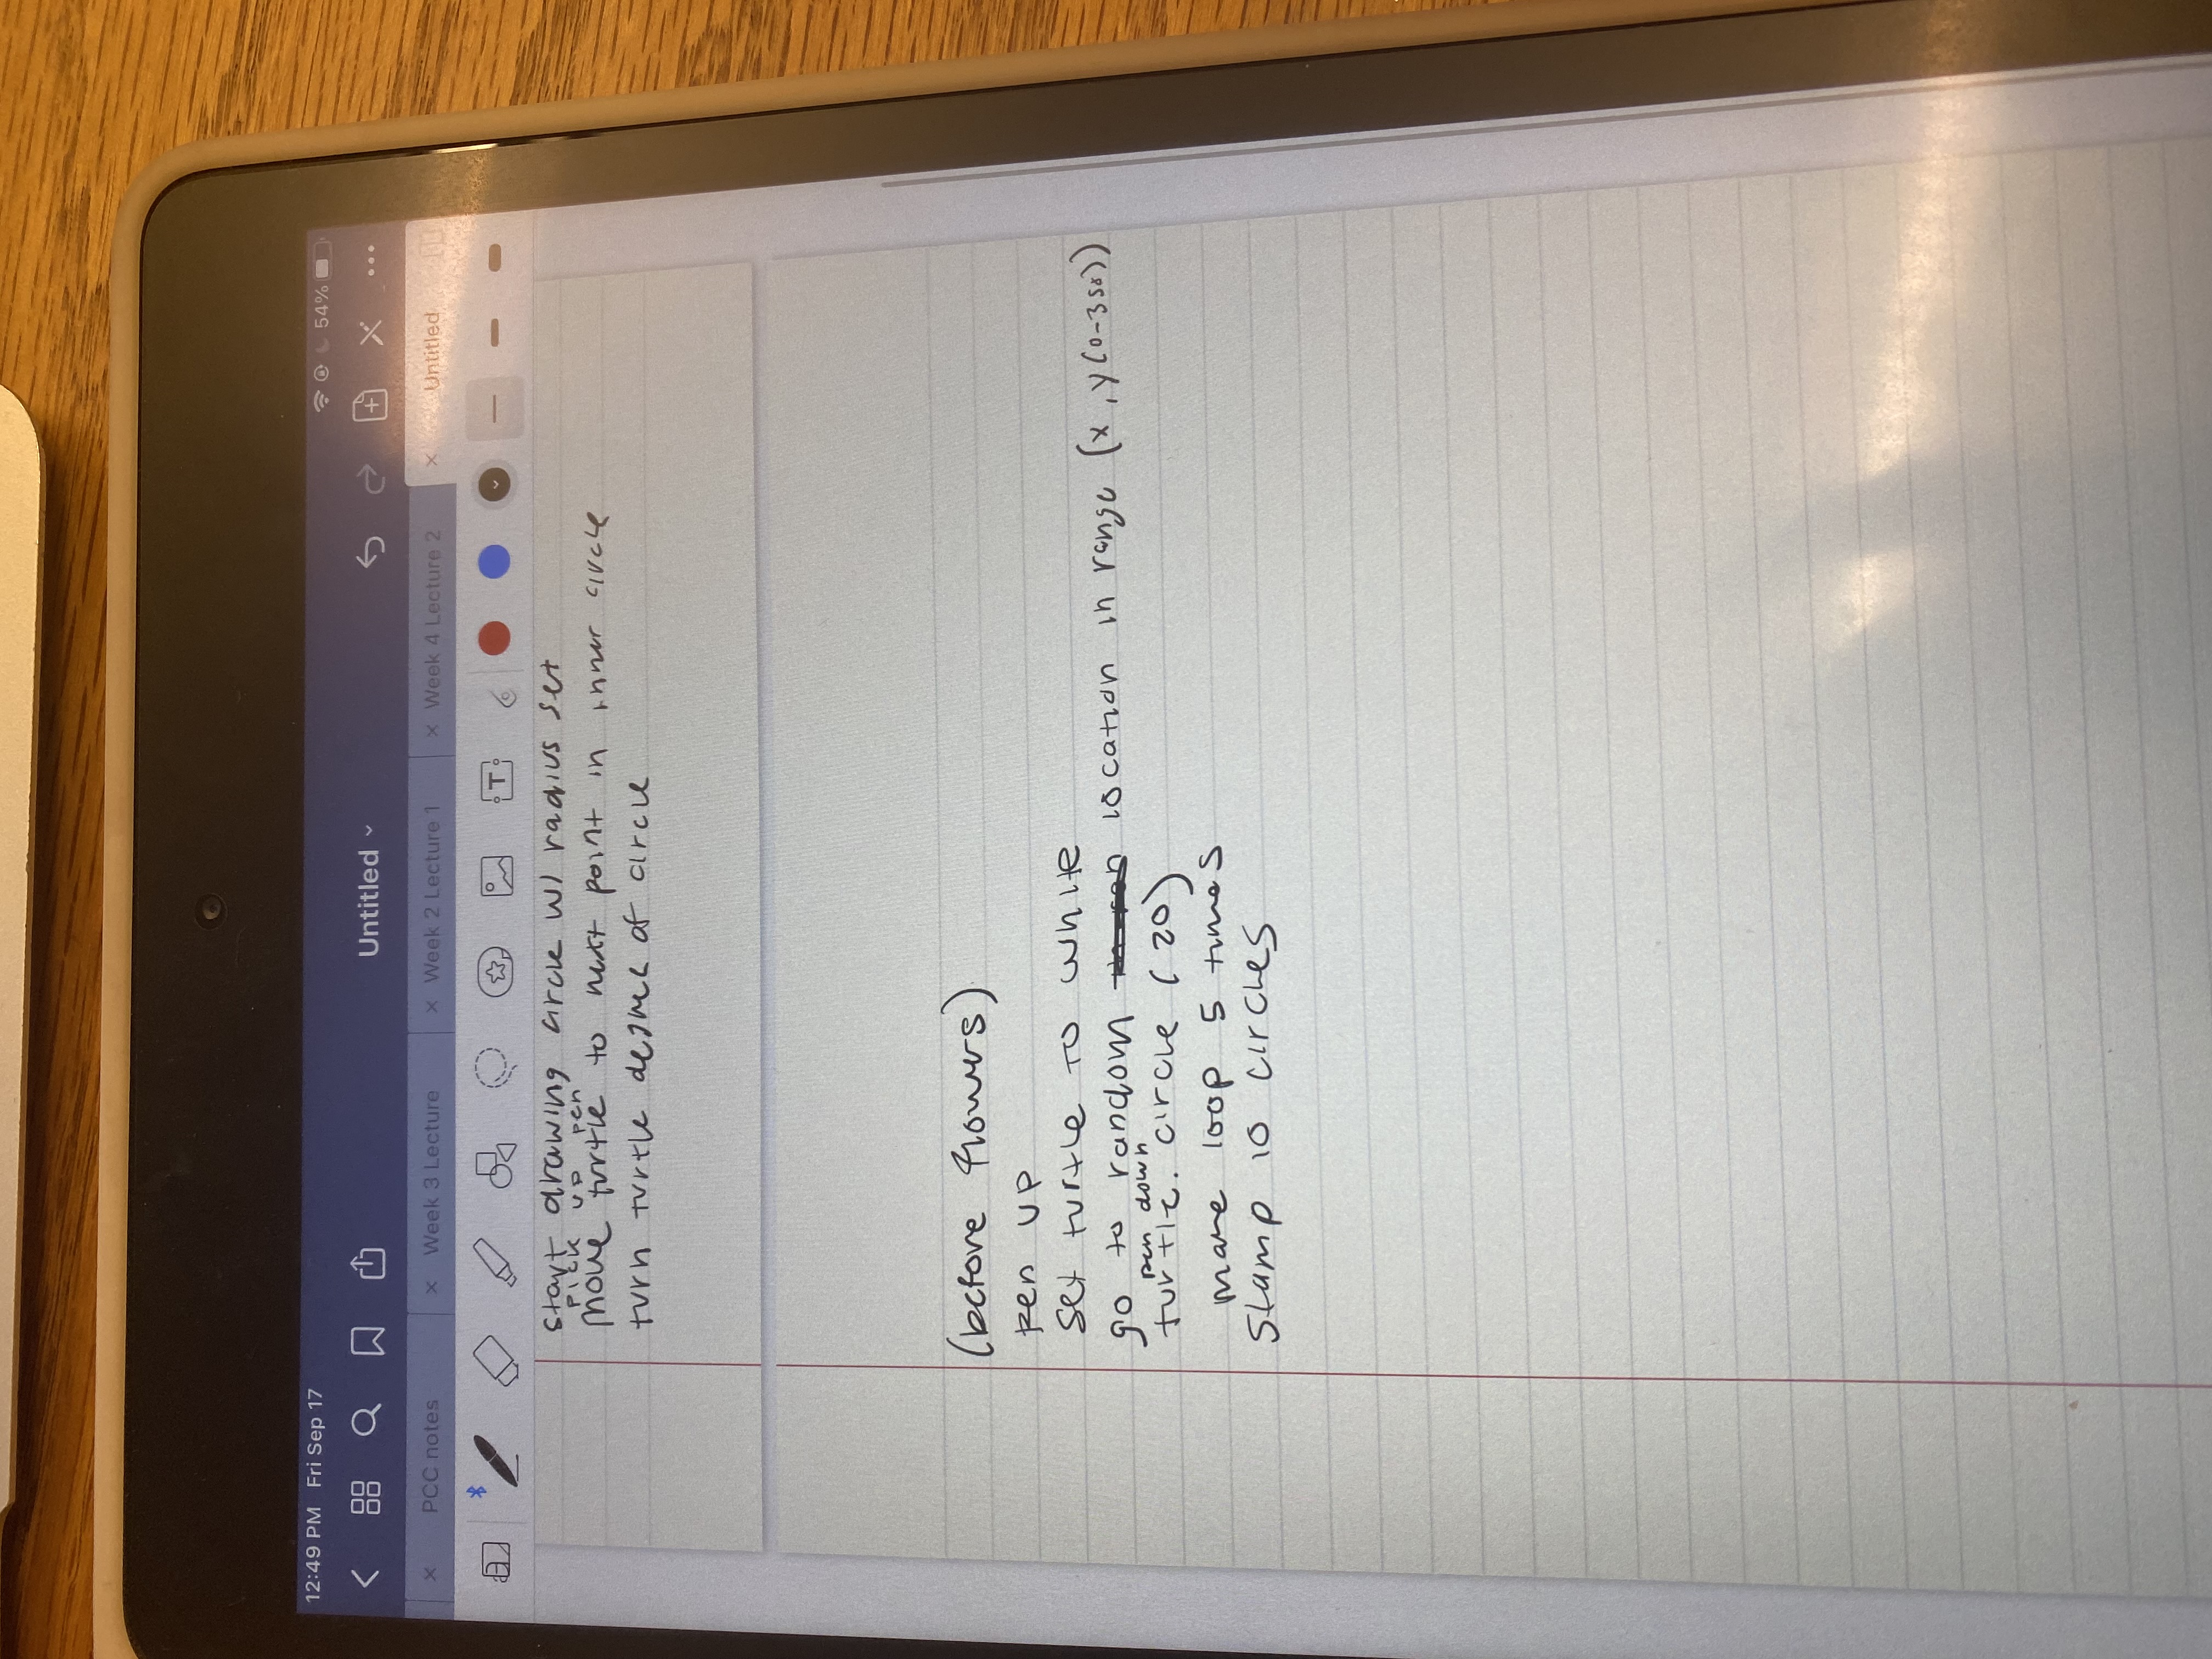 12:49 PM Fri Sep 17 54%
Untitled
PCC notes Week 3 Lecture Week 2 Lecture 1 Week 4 Lecture 2 Untitled
T
start drawing circle w/ radius set
pick up pen
move turtle to next point in inner circle
turn turtle degree of circle
(before flowers)
pen up
set turtle to white
go to random location in range (x, y(0-350))
pen down
turtle. circle (20)
make loop 5 times
Stamp 10 circles